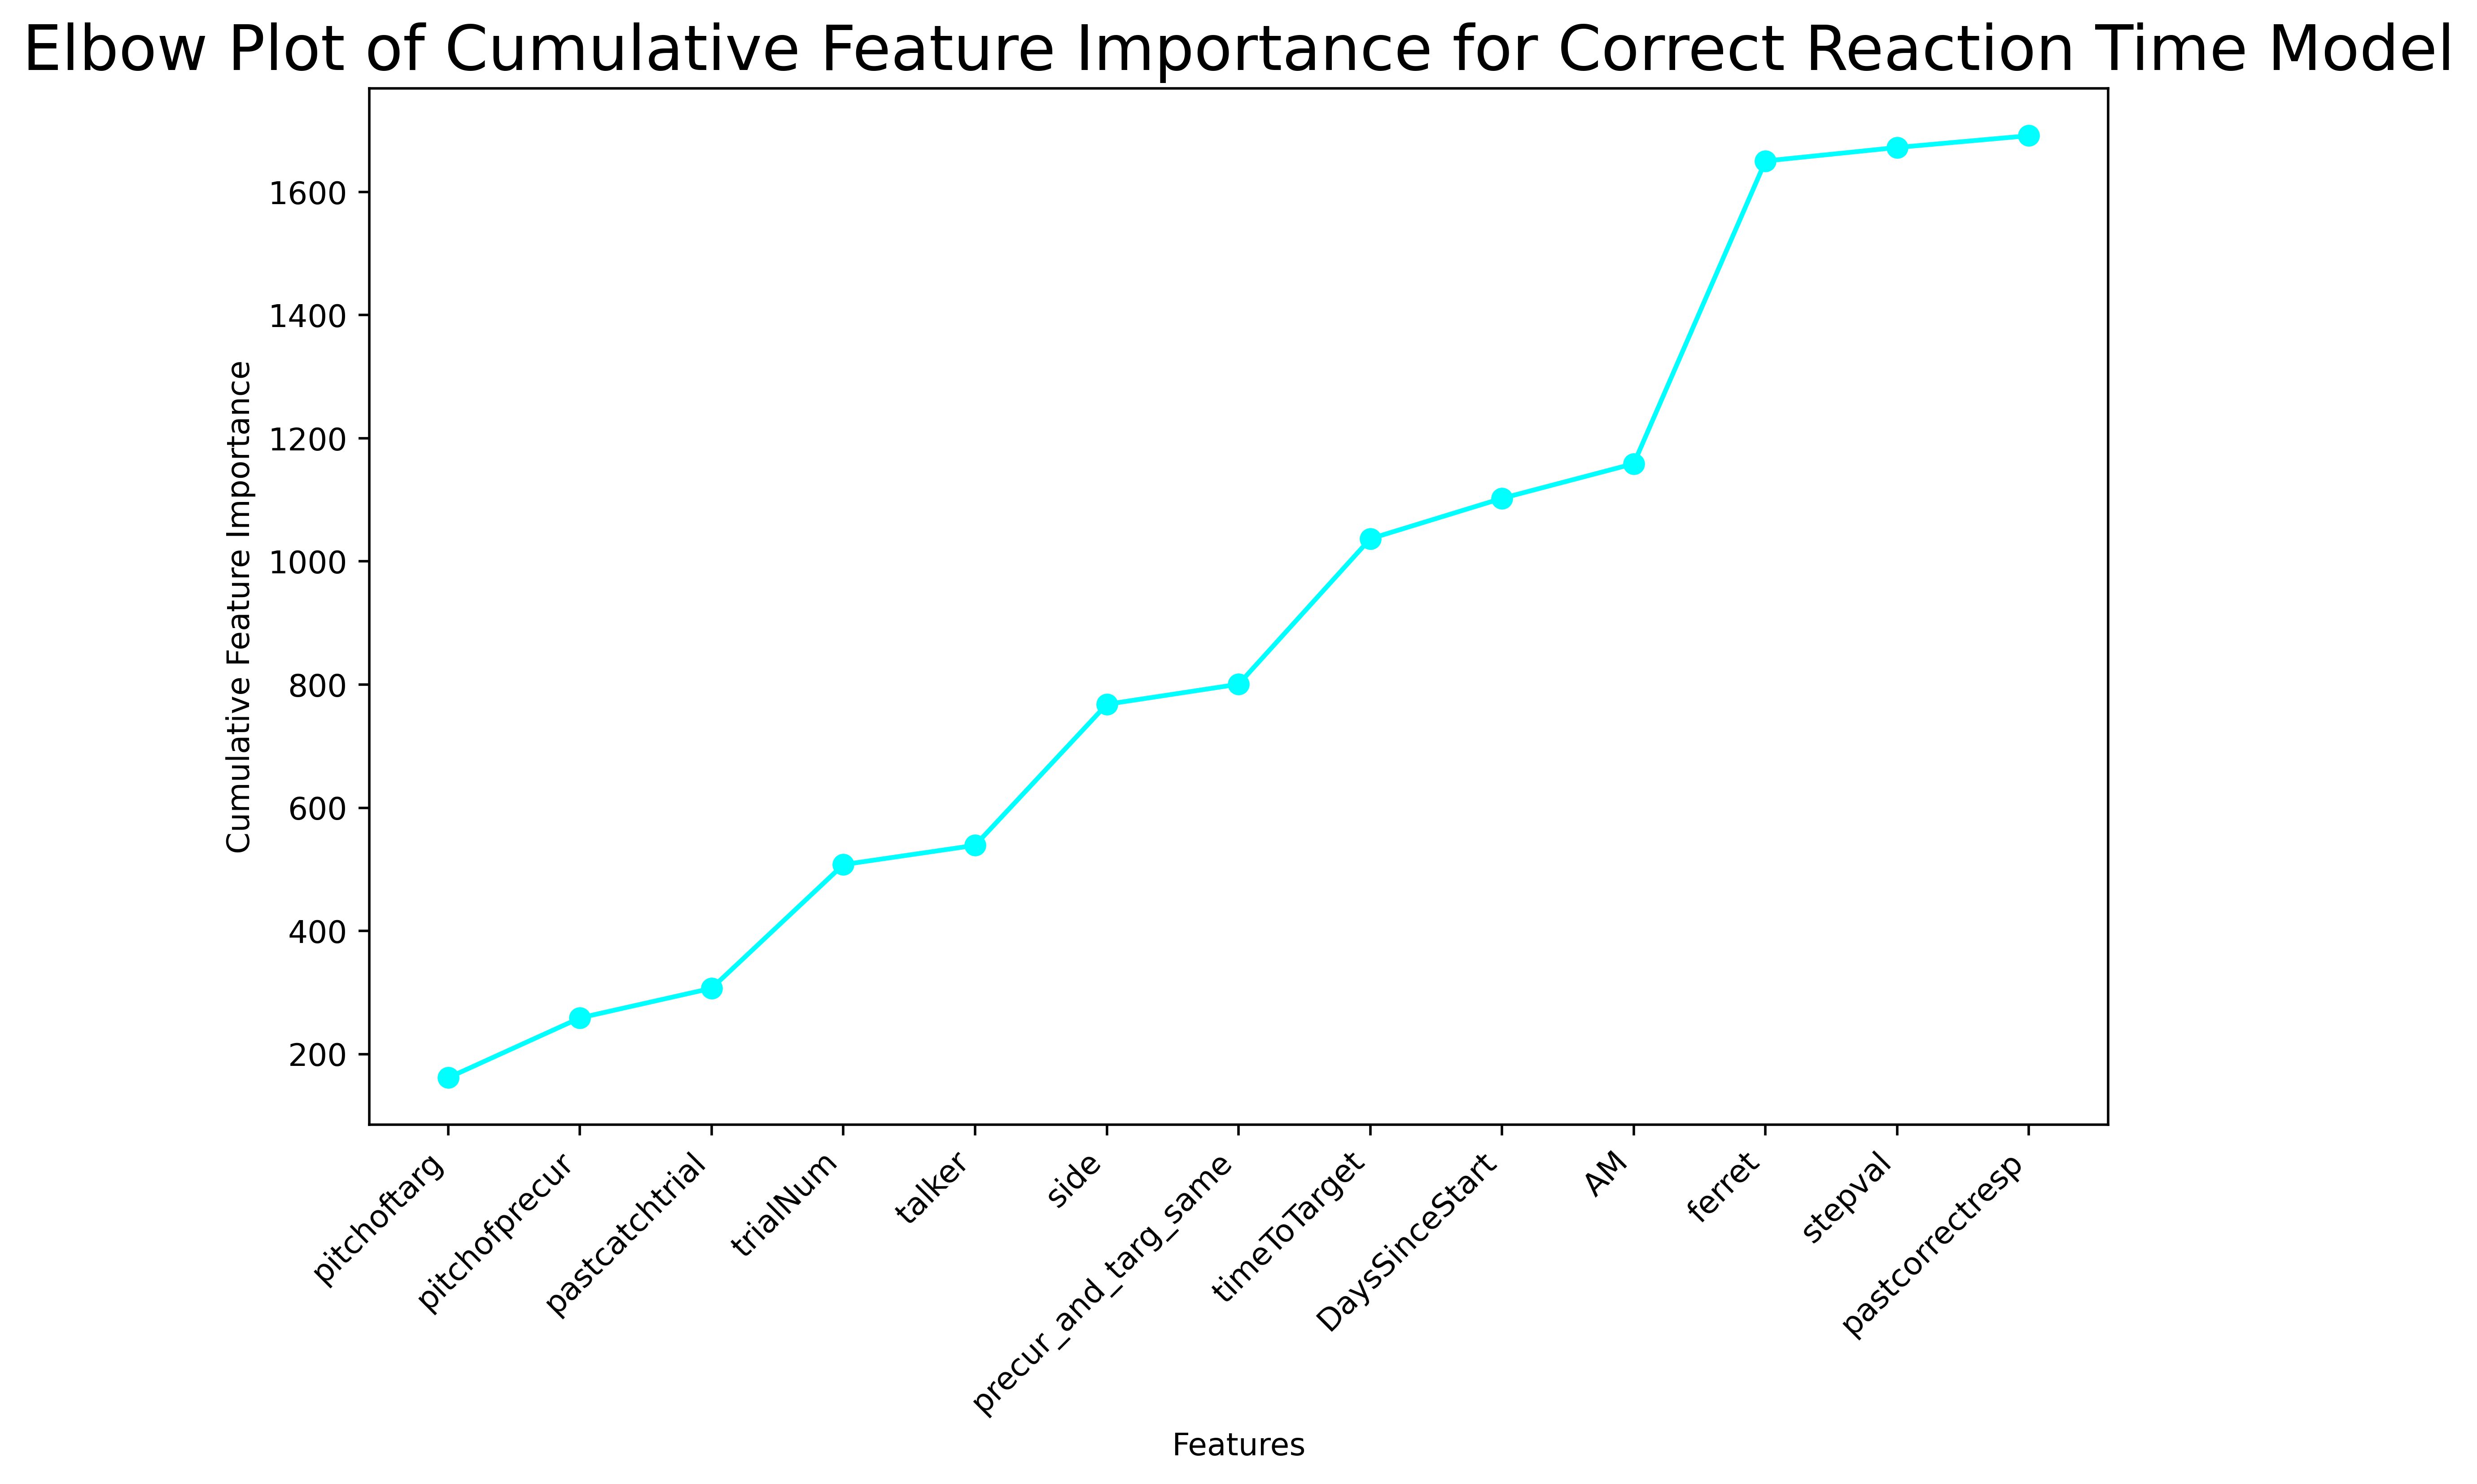 Elbow Plot of Cumulative Feature Importance for Correct Reaction Time Model
Cumulative Feature Importance
1600
1400
1200
1000
800
600
400
200
pitchoftarg
pitchofprecur
pastcatchtrial
trialNum
talker
side
precur_and_targ_same
timeToTarget
DaysSinceStart
AM
ferret
stepval
pastcorrectresp
Features